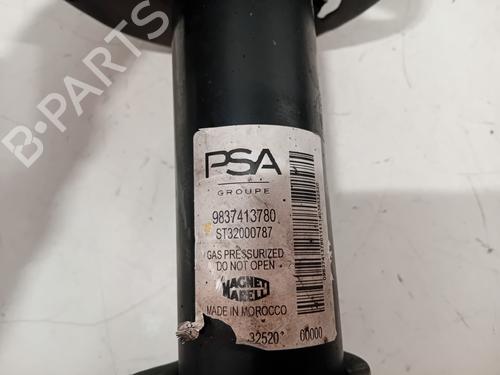 B-PARTS
PSA
GROUPE
9837413780
ST32000787
GAS PRESSURIZED
DO NOT OPEN
MAGNETI
MARELLI
MADE IN MOROCCO
32520 00000